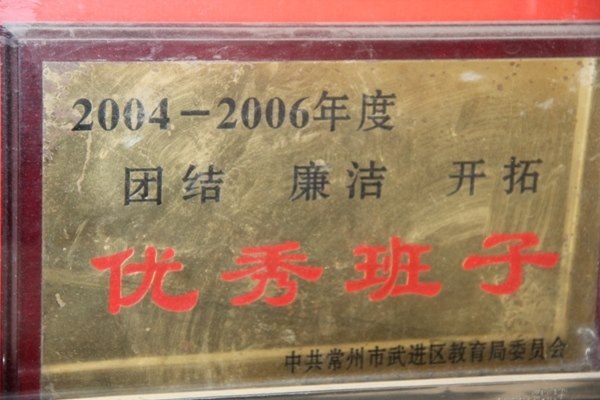 2004－2006年度
团结 廉洁 开拓
优秀班子
中共常州市武进区教育局委员会